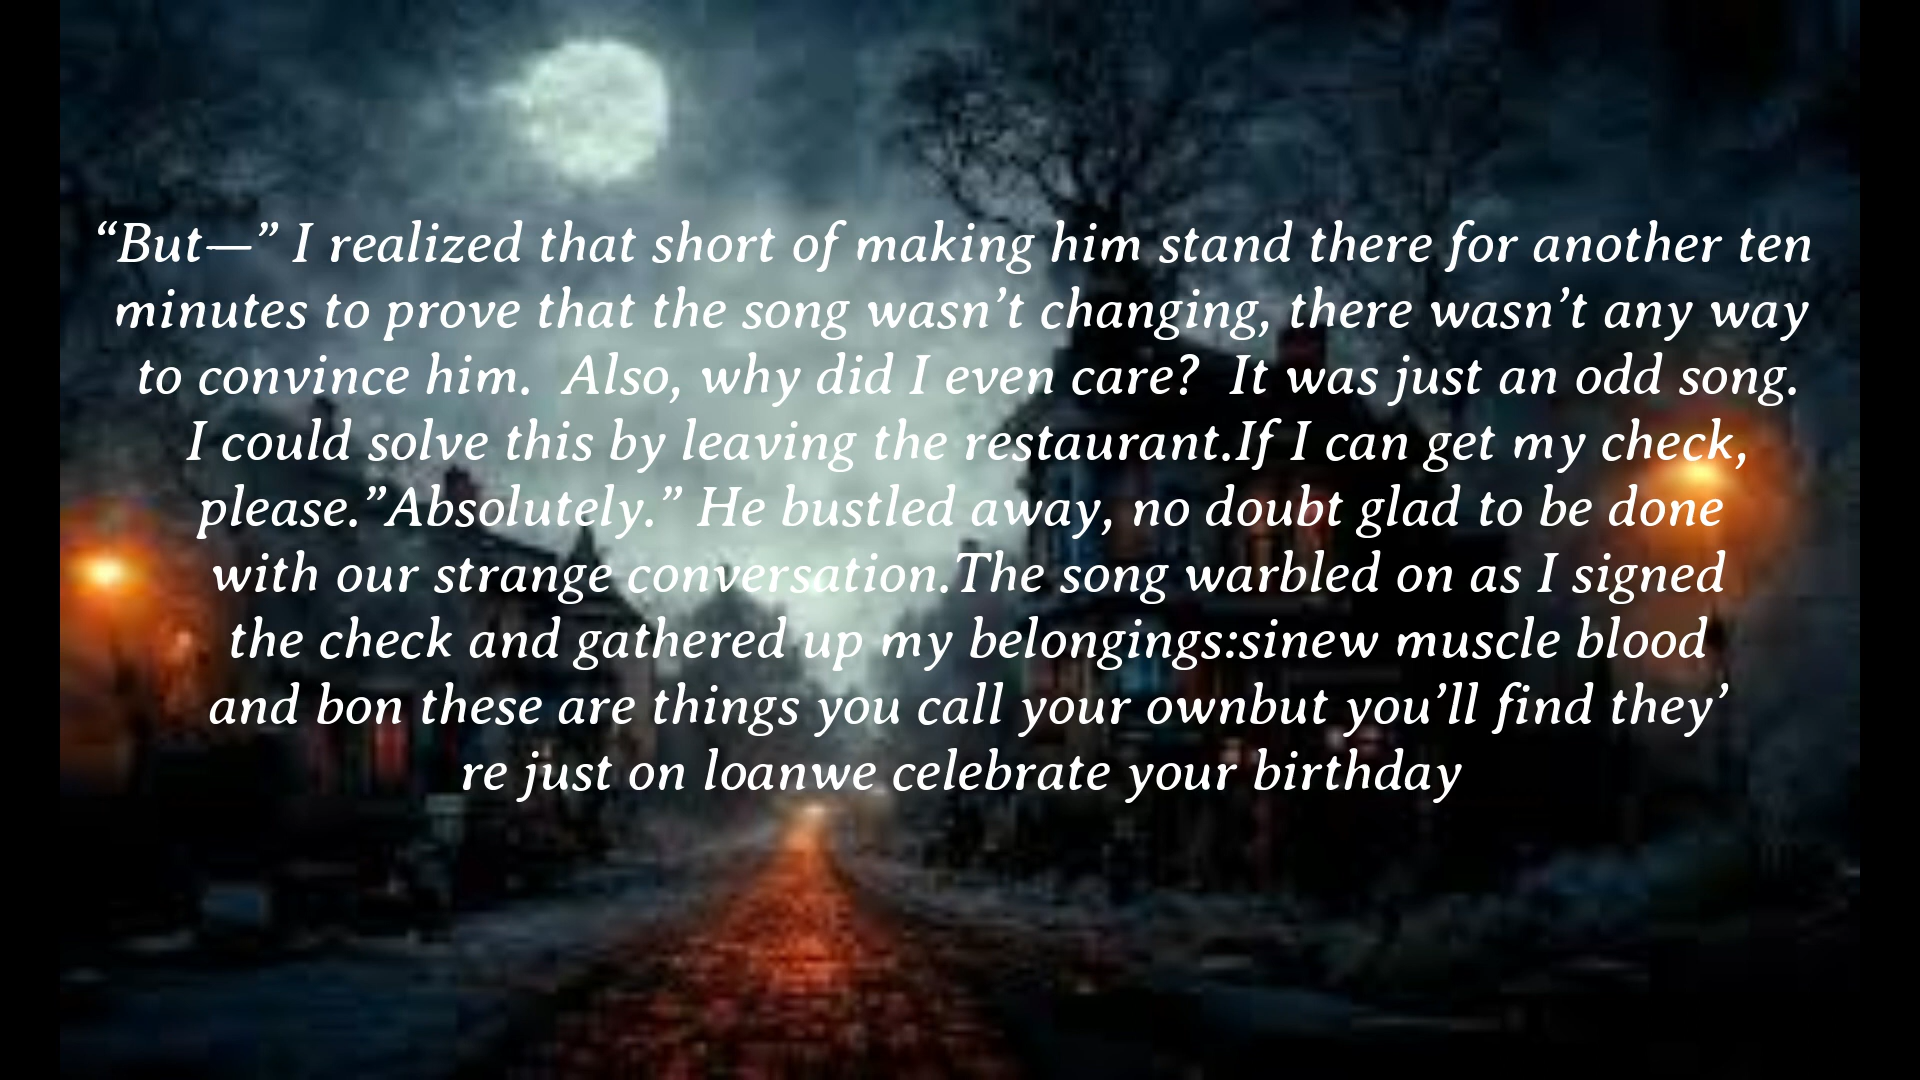 “But—” I realized that short of making him stand there for another ten
minutes to prove that the song wasn’t changing, there wasn’t any way
to convince him.  Also, why did I even care?  It was just an odd song.
I could solve this by leaving the restaurant.If I can get my check,
please.”Absolutely.” He bustled away, no doubt glad to be done
with our strange conversation.The song warbled on as I signed
the check and gathered up my belongings:sinew muscle blood
and bon these are things you call your ownbut you’ll find they’
re just on loanwe celebrate your birthday